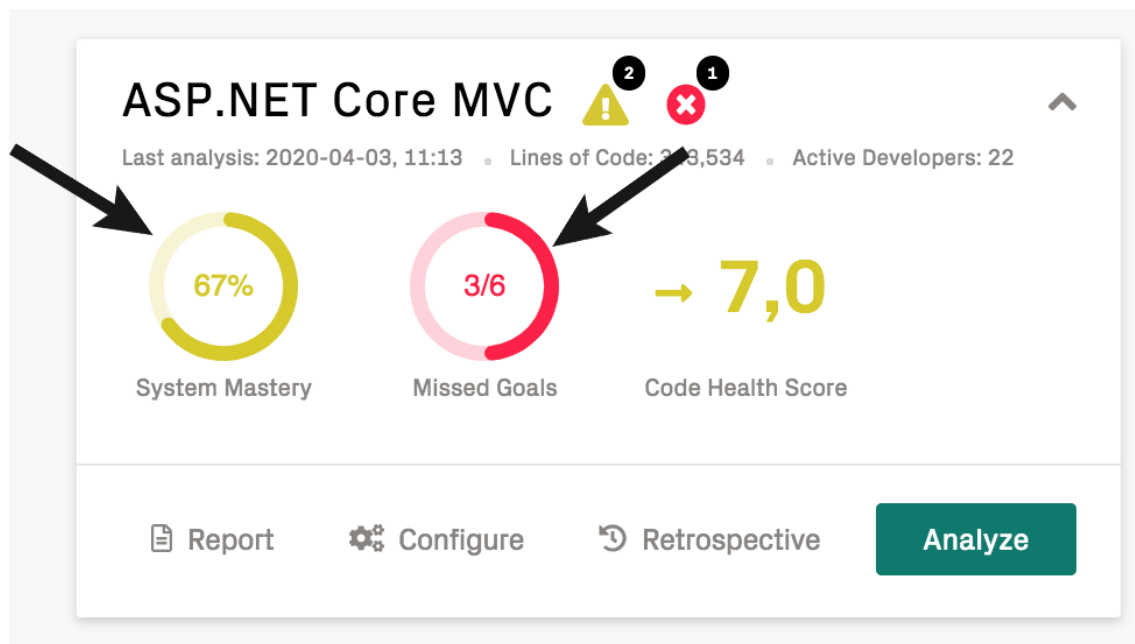 ASP.NET Core MVC 2 1
Last analysis: 2020-04-03, 11:13 Lines of Code: Active Developers: 22
67% 3/6 → 7,0
System Mastery Missed Goals Code Health Score
Report Configure Retrospective Analyze